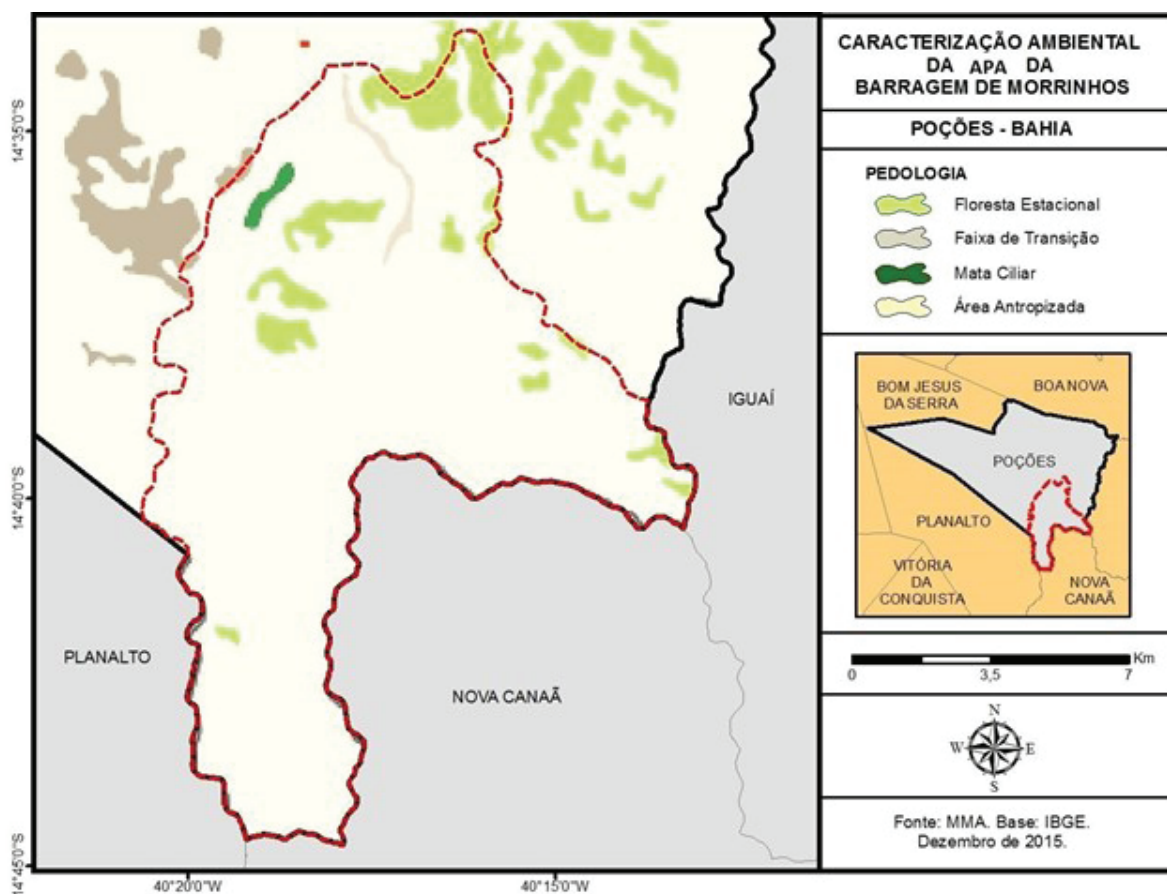 CARACTERIZAÇÃO AMBIENTAL
DA APA DA
BARRAGEM DE MORRINHOS
POÇÕES - BAHIA
PEDOLOGIA
Floresta Estacional
Faixa de Transição
Mata Ciliar
Área Antropizada
BOM JESUS
DA SERRA
BOA NOVA
POÇÕES
PLANALTO
VITÓRIA
DA
CONQUISTA
NOVA
CANAÃ
Km
0
3,5
7
N
W
E
S
Fonte: MMA. Base: IBGE.
Dezembro de 2015.
14°35'0"S
14°40'0"S
14°45'0"S
40°20'0"W
40°15'0"W
IGUAÍ
PLANALTO
NOVA CANAÃ